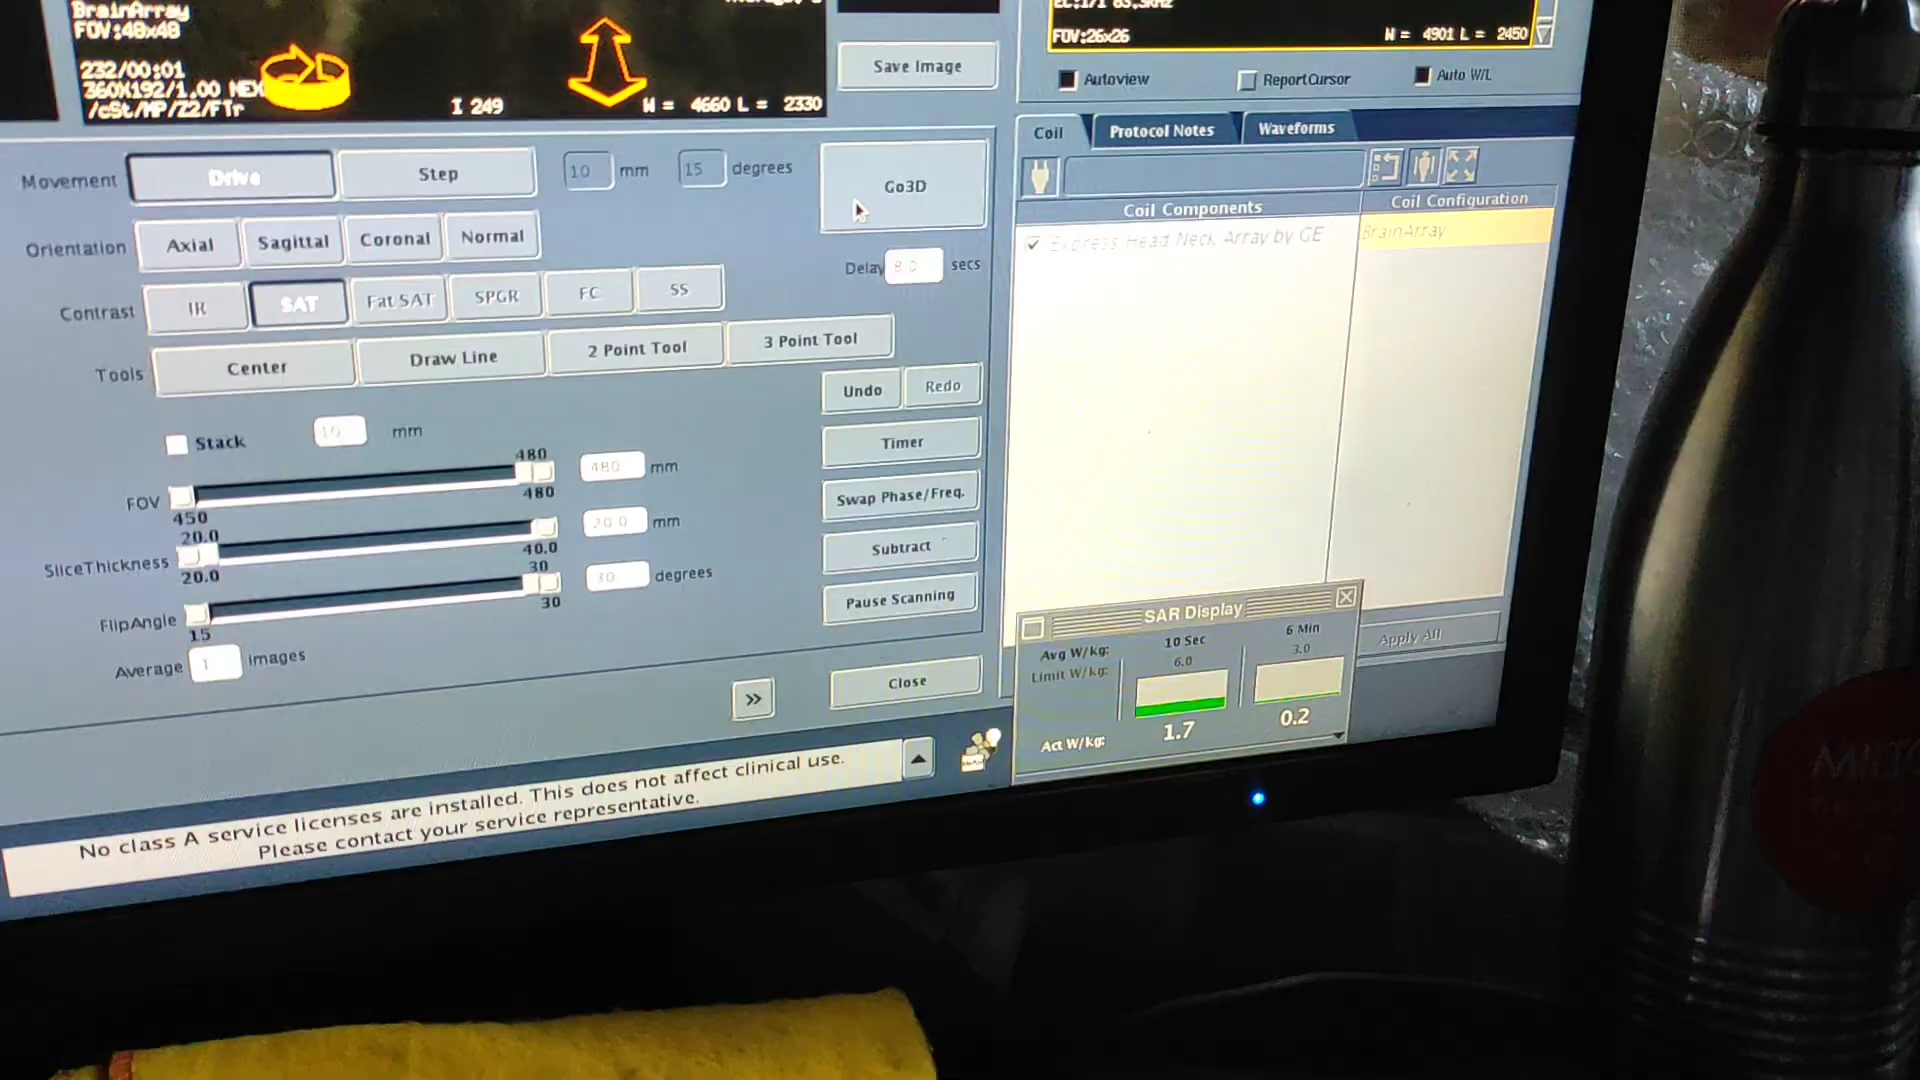 BrainArray
FOV:48x48
232/00:01
360X192/1.00 NEX
/cSt/MP/Z2/FTr
I 249
W = 4660 L = 2330
Save Image
FOV:26x26
W = 4901 L = 2450
Autoview
ReportCursor
Auto W/L
Coil
Protocol Notes
Waveforms
Coil Components
Coil Configuration
Express Head Neck Array by GE
BrainArray
Movement
Drive
Step
10 mm
15 degrees
Go3D
Orientation
Axial
Sagittal
Coronal
Normal
Delay 8.0 secs
Contrast
IR
SAT
Fat SAT
SPGR
FC
SS
Tools
Center
Draw Line
2 Point Tool
3 Point Tool
Undo
Redo
Stack
10 mm
Timer
480
FOV
480 mm
450
480
Swap Phase/Freq.
20.0
SliceThickness
20.0 mm
20.0
40.0
Subtract
30
FlipAngle
30 degrees
15
30
Pause Scanning
Average 1 images
>>
Close
SAR Display
10 Sec
6 Min
Avg W/kg:
Limit W/kg:
6.0
3.0
Act W/kg:
1.7
0.2
Apply All
No class A service licenses are installed. This does not affect clinical use.
Please contact your service representative.